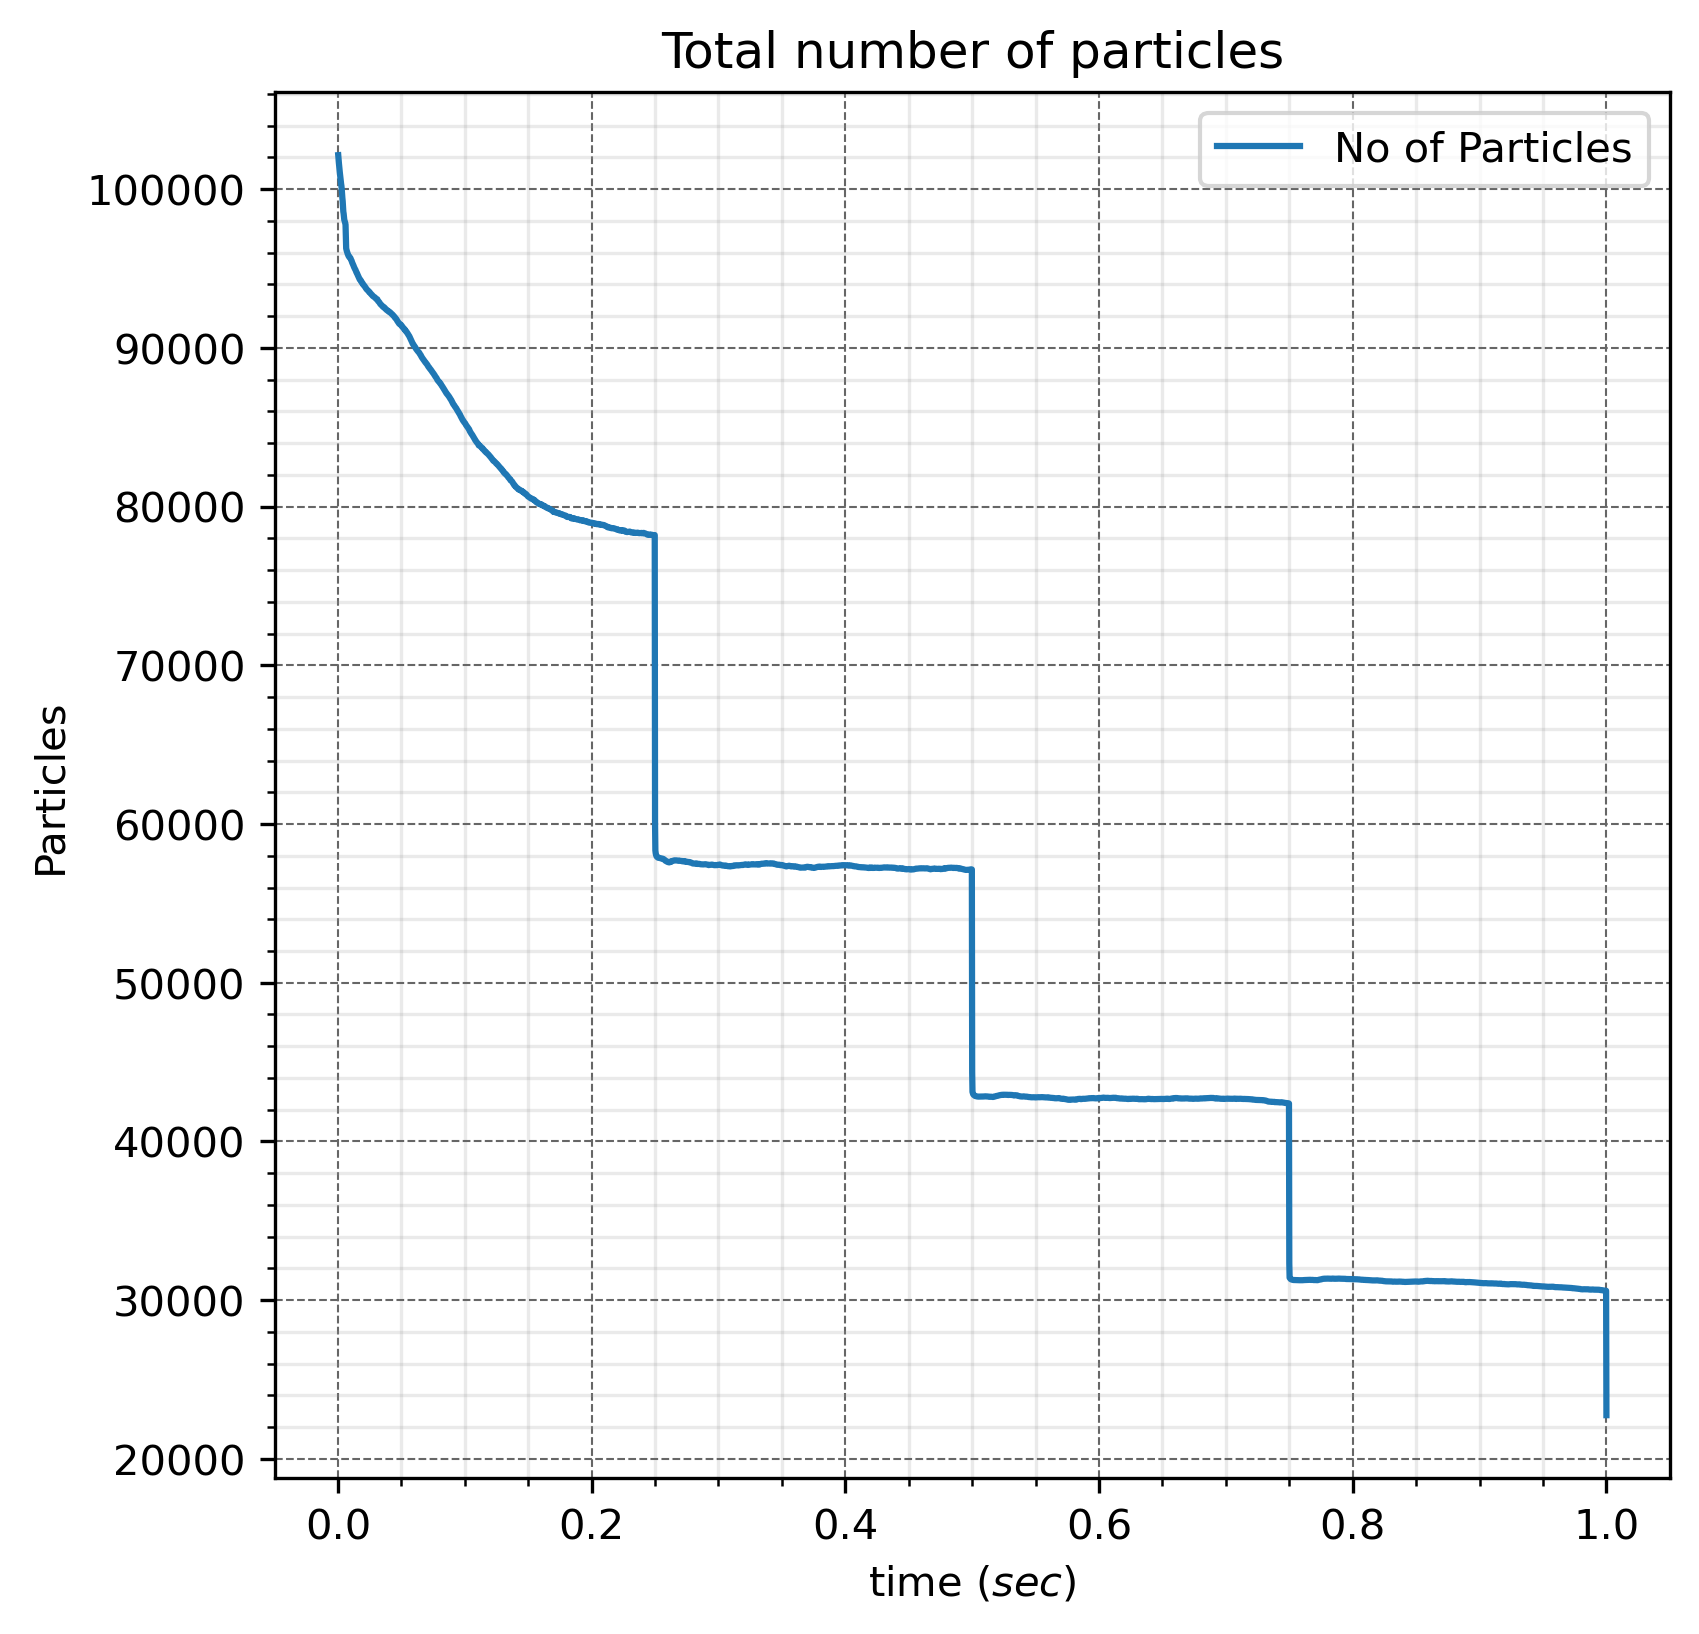 Total number of particles
No of Particles
100000
90000
80000
70000
60000
50000
40000
30000
20000
Particles
0.0 0.2 0.4 0.6 0.8 1.0
time (sec)